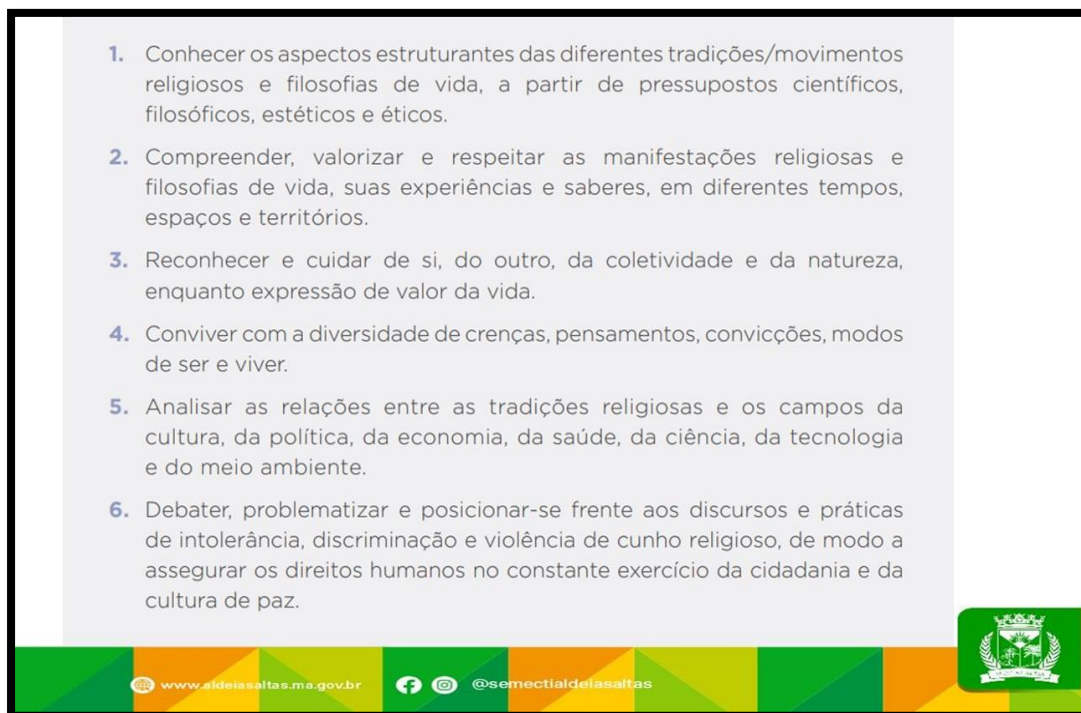 1. Conhecer os aspectos estruturantes das diferentes tradições/movimentos
religiosos e filosofias de vida, a partir de pressupostos científicos,
filosóficos, estéticos e éticos.
2. Compreender, valorizar e respeitar as manifestações religiosas e
filosofias de vida, suas experiências e saberes, em diferentes tempos,
espaços e territórios.
3. Reconhecer e cuidar de si, do outro, da coletividade e da natureza,
enquanto expressão de valor da vida.
4. Conviver com a diversidade de crenças, pensamentos, convicções, modos
de ser e viver.
5. Analisar as relações entre as tradições religiosas e os campos da
cultura, da política, da economia, da saúde, da ciência, da tecnologia
e do meio ambiente.
6. Debater, problematizar e posicionar-se frente aos discursos e práticas
de intolerância, discriminação e violência de cunho religioso, de modo a
assegurar os direitos humanos no constante exercício da cidadania e da
cultura de paz.
www.aldeiasaltas.ma.gov.br
@semectialdeiasaltas